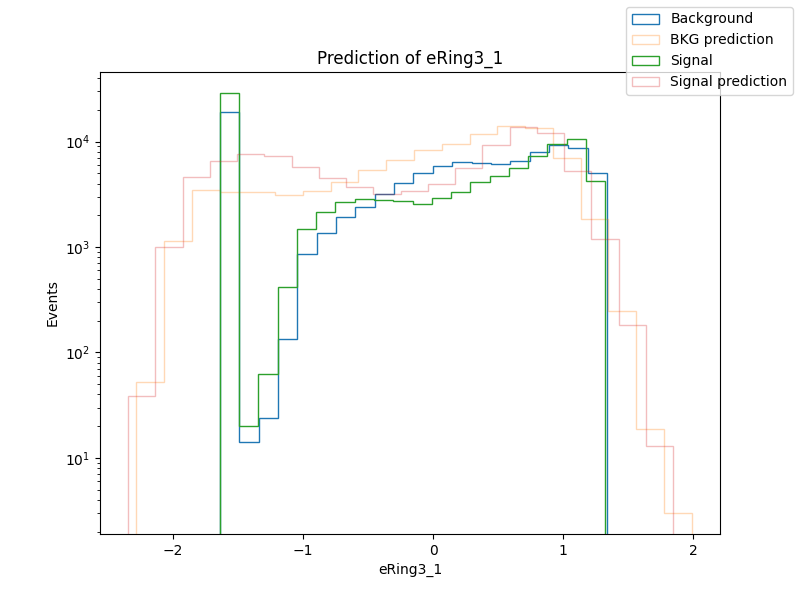 Prediction of eRing3_1
Background
BKG prediction
Signal
Signal prediction
Events
10⁴
10³
10²
10¹
−2
−1
0
1
2
eRing3_1